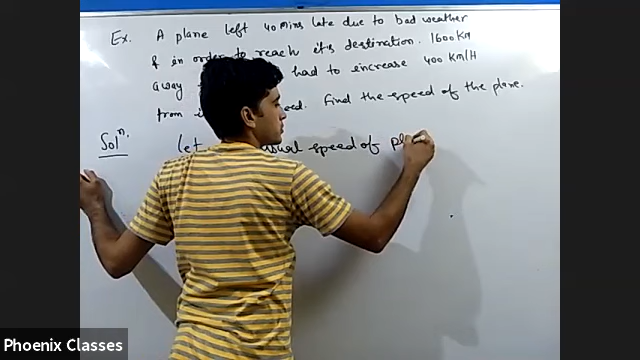 Ex. A plane left 40 mins late due to bad weather
& in order to reach it's destination. 1600 KM
away had to increase 400 KM/H
from Find the speed of the plane.
Solⁿ. Let usual speed of pl
Phoenix Classes